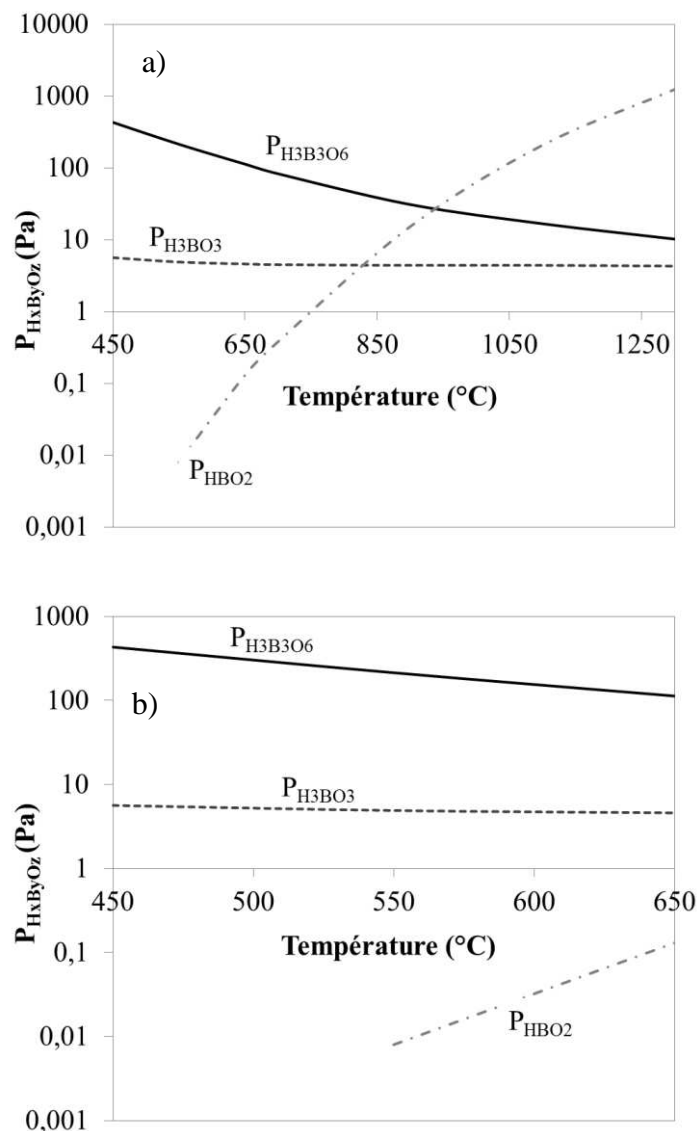 10000
a)
1000
P_H3B3O6
100
P_H3BO3
10
1
450 650 850 1050 1250
0,1
Température (°C)
0,01
P_HBO2
0,001
P_HxByOz (Pa)
1000
P_H3B3O6
100
b)
10
P_H3BO3
1
450 500 550 600 650
0,1
Température (°C)
0,01
P_HBO2
0,001
P_HxByOz (Pa)